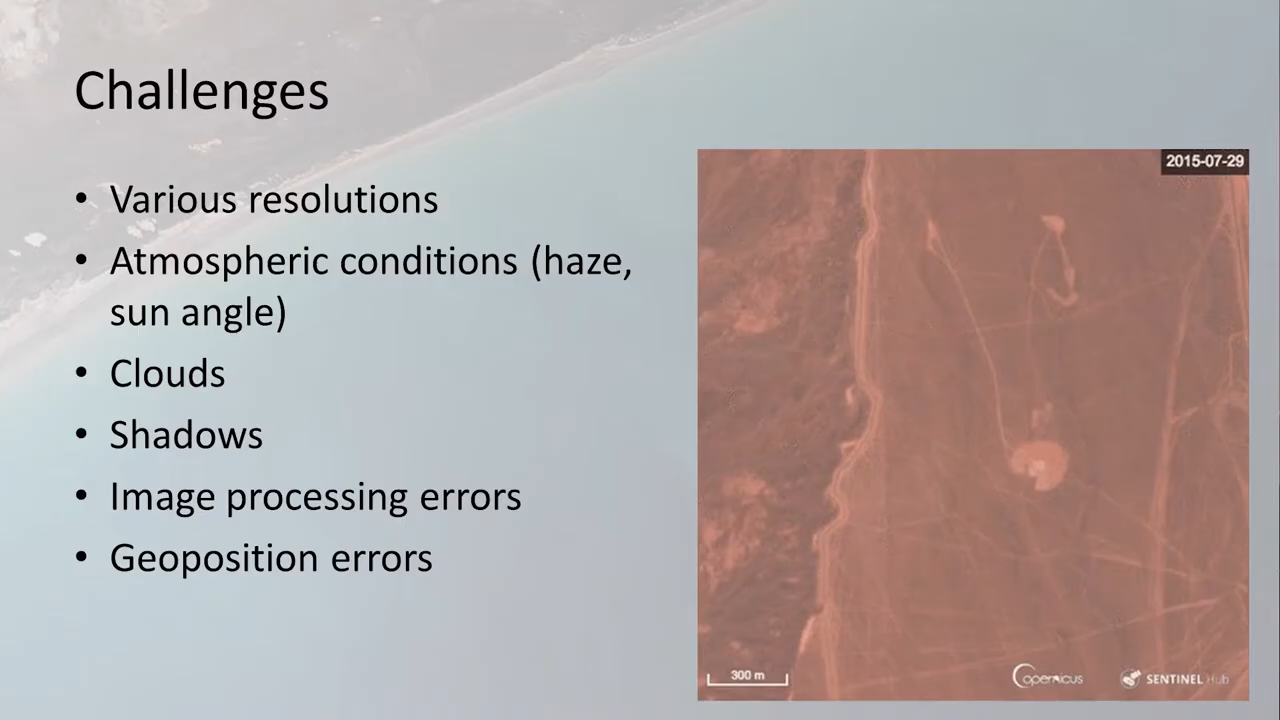 Challenges
• Various resolutions
• Atmospheric conditions (haze,
sun angle)
• Clouds
• Shadows
• Image processing errors
• Geoposition errors
2015-07-29
300 m
Copernicus
SENTINEL Hub